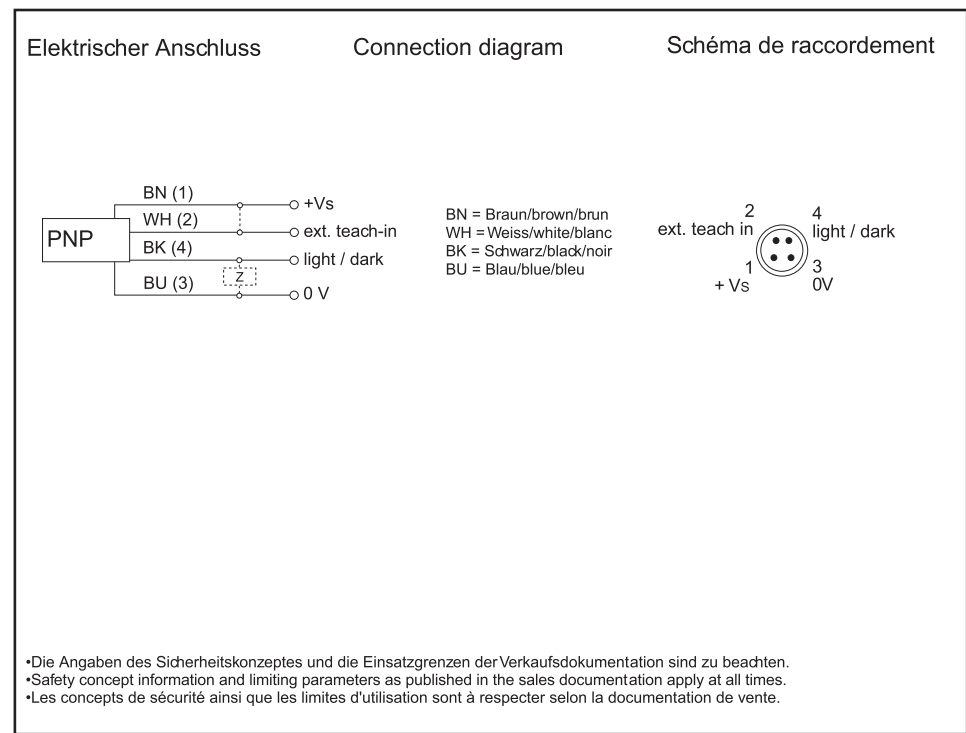 Elektrischer Anschluss
Connection diagram
Schéma de raccordement
PNP
BN (1)
+Vs
WH (2)
ext. teach-in
BK (4)
light / dark
Z
BU (3)
0 V
BN = Braun/brown/brun
WH = Weiss/white/blanc
BK = Schwarz/black/noir
BU = Blau/blue/bleu
2
ext. teach in
4
light / dark
1
+ Vs
3
0V
•Die Angaben des Sicherheitskonzeptes und die Einsatzgrenzen der Verkaufsdokumentation sind zu beachten.
•Safety concept information and limiting parameters as published in the sales documentation apply at all times.
•Les concepts de sécurité ainsi que les limites d'utilisation sont à respecter selon la documentation de vente.